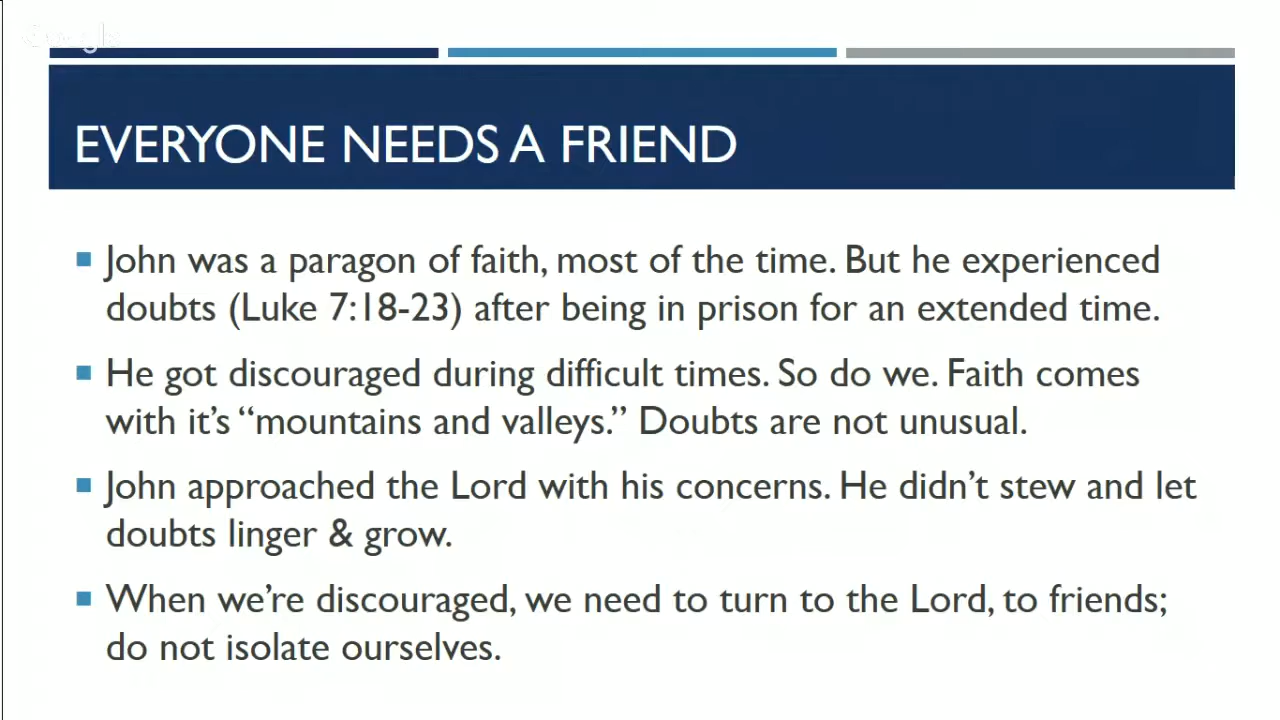 Google
EVERYONE NEEDS A FRIEND
John was a paragon of faith, most of the time. But he experienced
doubts (Luke 7:18-23) after being in prison for an extended time.
He got discouraged during difficult times. So do we. Faith comes
with it’s “mountains and valleys.” Doubts are not unusual.
John approached the Lord with his concerns. He didn’t stew and let
doubts linger & grow.
When we’re discouraged, we need to turn to the Lord, to friends;
do not isolate ourselves.